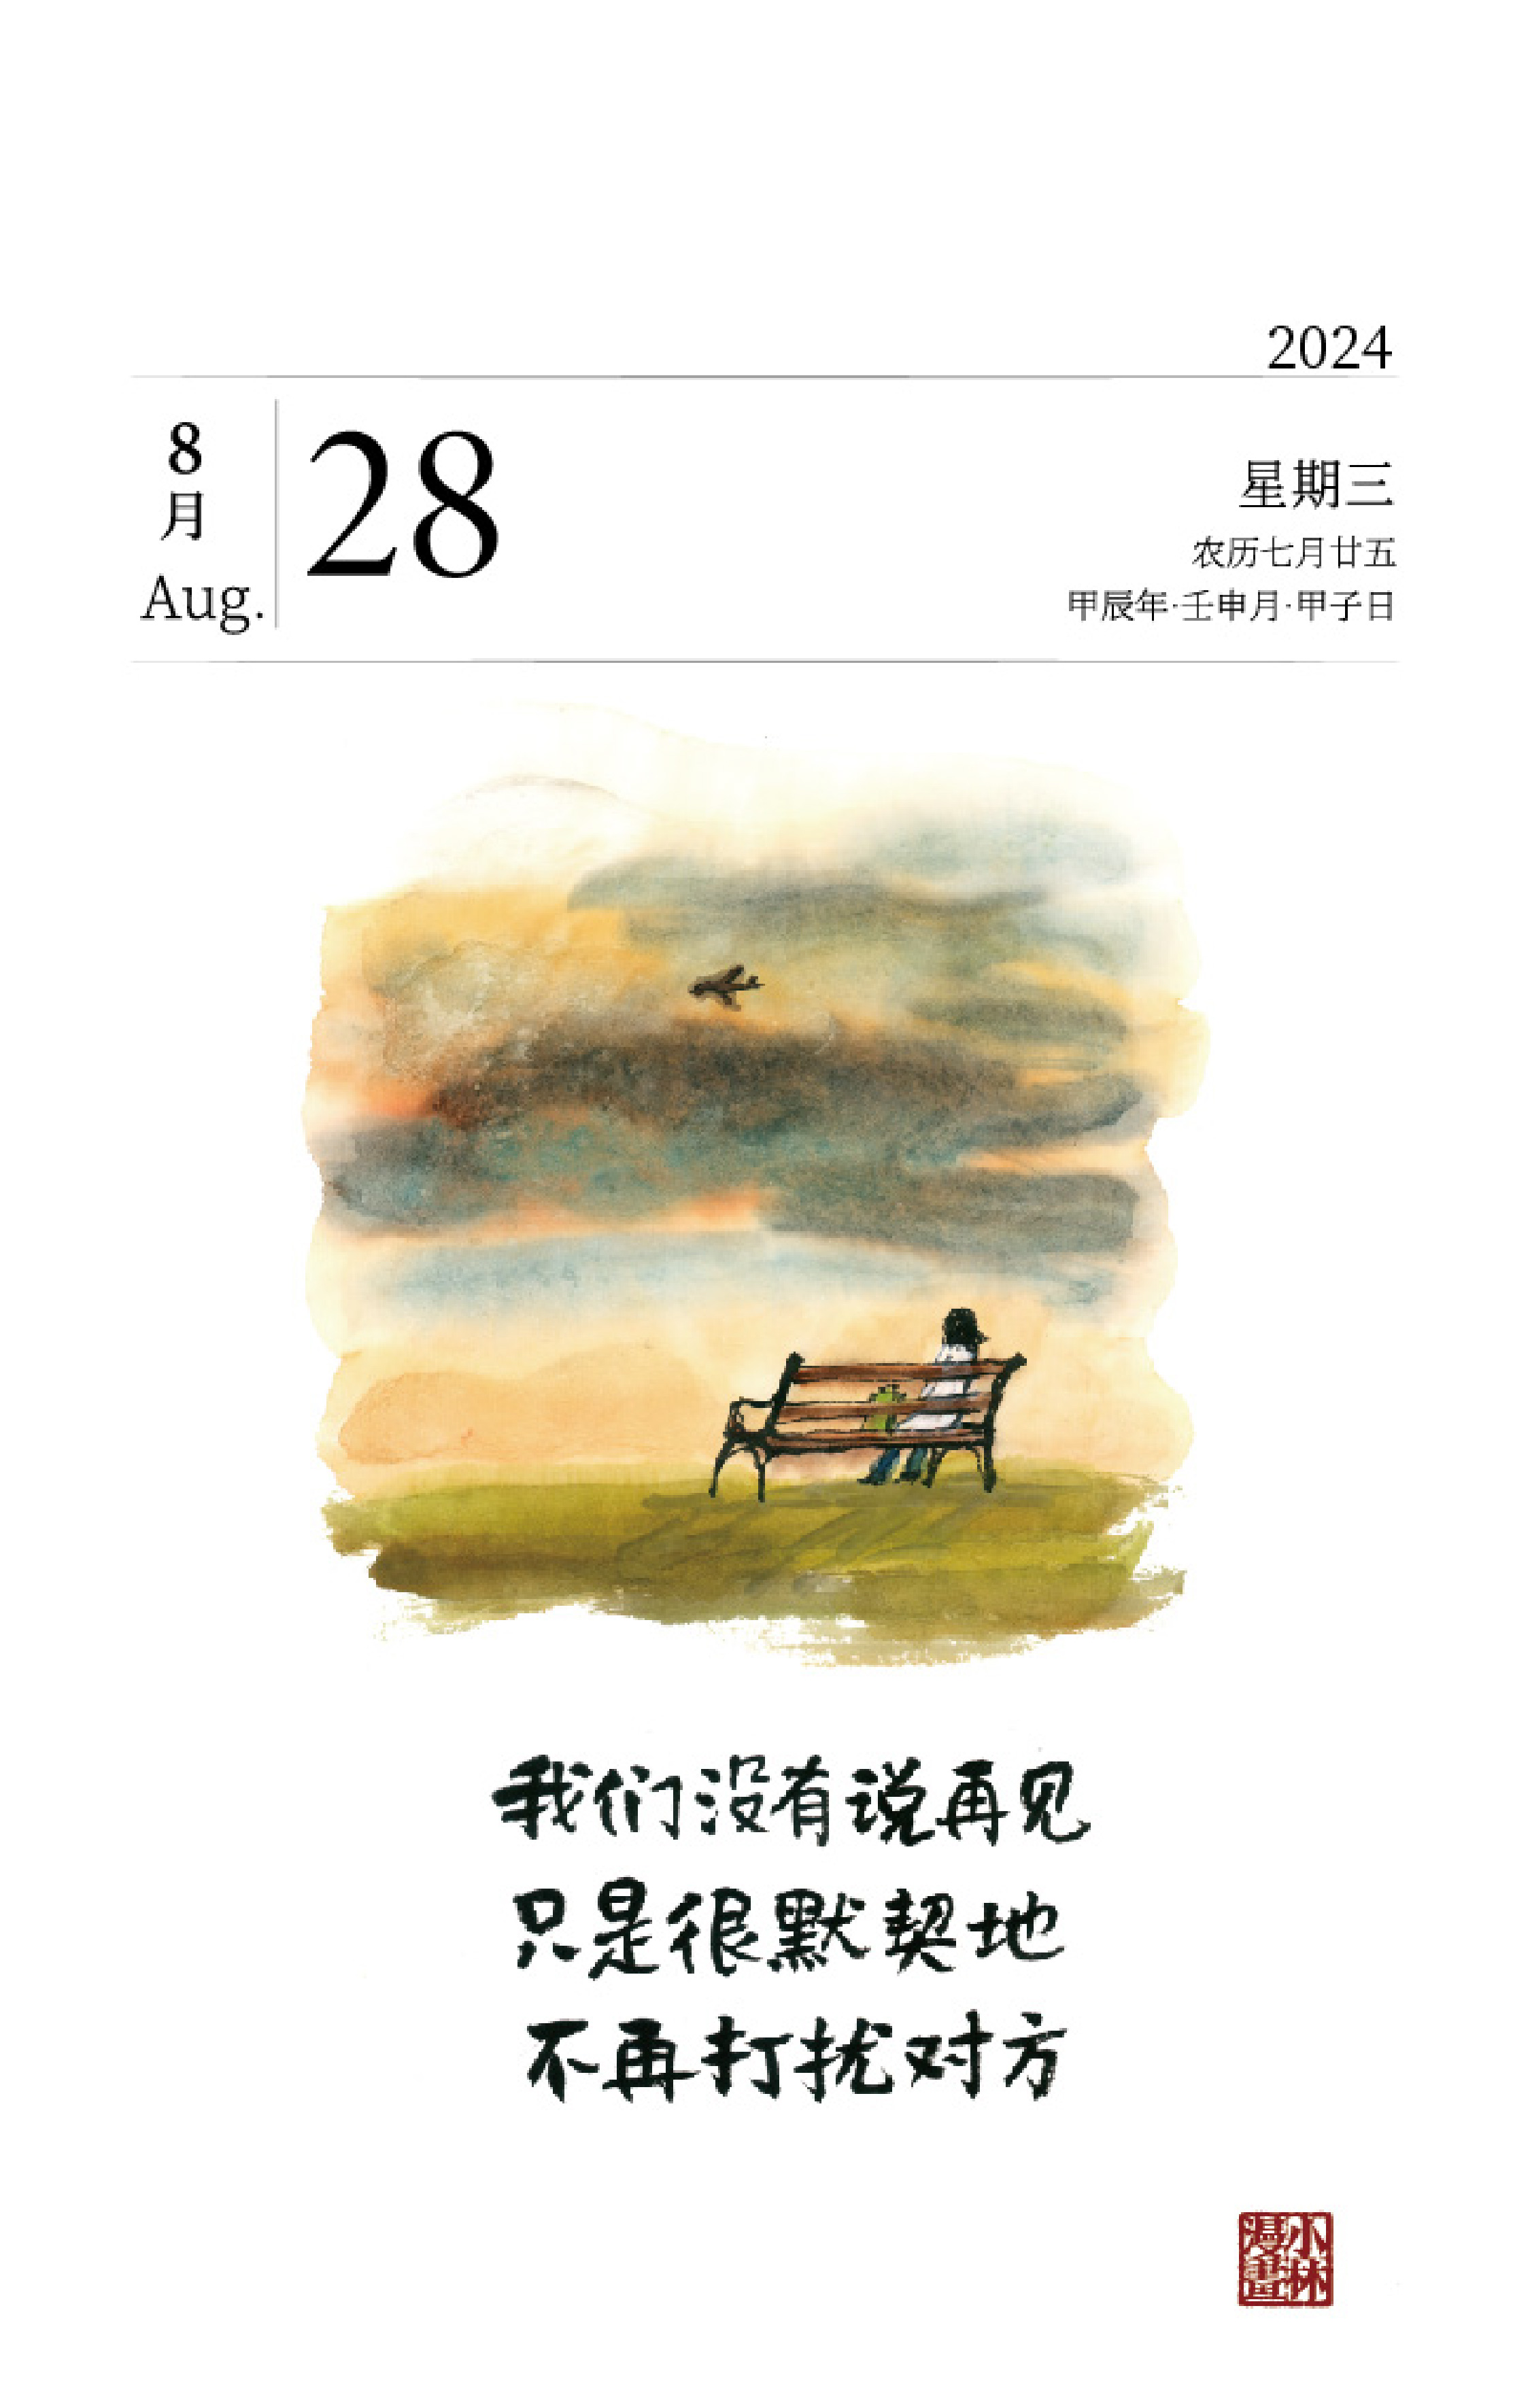 2024
8
月
Aug.
28
星期三
农历七月廿五
甲辰年·壬申月·甲子日
我们没有说再见
只是很默契地
不再打扰对方
小林
漫画